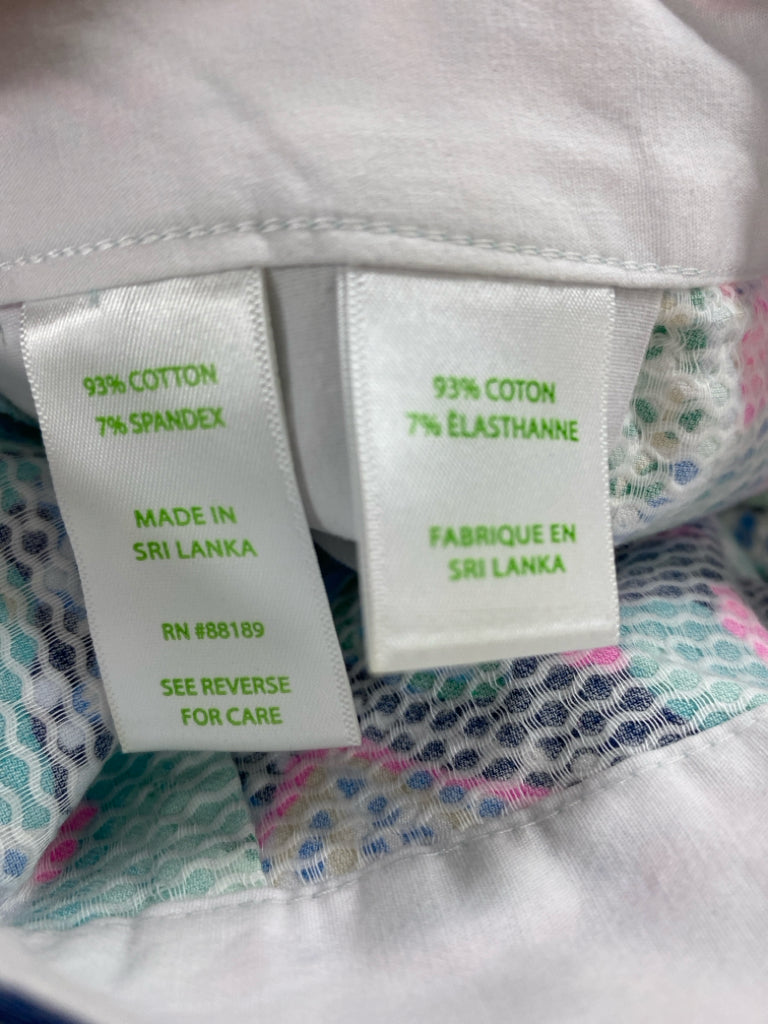 93% COTTON
7% SPANDEX
MADE IN
SRI LANKA
RN #88189
SEE REVERSE
FOR CARE
93% COTON
7% ÉLASTHANNE
FABRIQUE EN
SRI LANKA